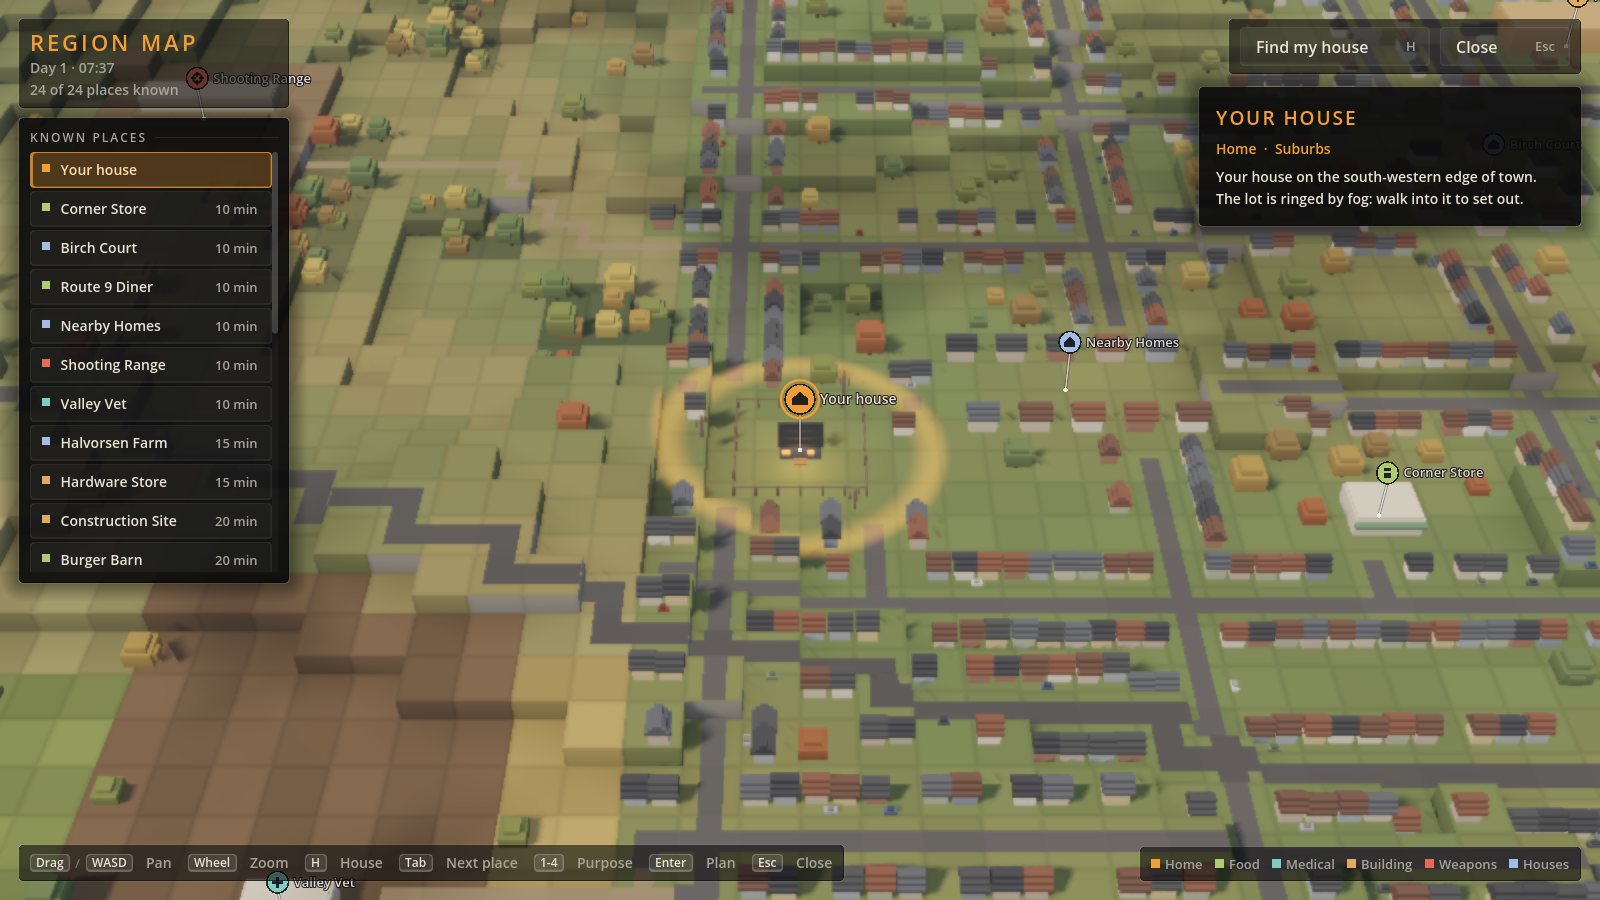 REGION MAP
Day 1 · 07:37
24 of 24 places known
Shooting Range
KNOWN PLACES
Your house
Corner Store 10 min
Birch Court 10 min
Route 9 Diner 10 min
Nearby Homes 10 min
Shooting Range 10 min
Valley Vet 10 min
Halvorsen Farm 15 min
Hardware Store 15 min
Construction Site 20 min
Burger Barn 20 min
Find my house H Close Esc
YOUR HOUSE
Home · Suburbs
Your house on the south-western edge of town.
The lot is ringed by fog: walk into it to set out.
Birch Court
Nearby Homes
Your house
Corner Store
Drag / WASD Pan Wheel Zoom H House Tab Next place 1-4 Purpose Enter Plan Esc Close
Valley Vet
Home Food Medical Building Weapons Houses